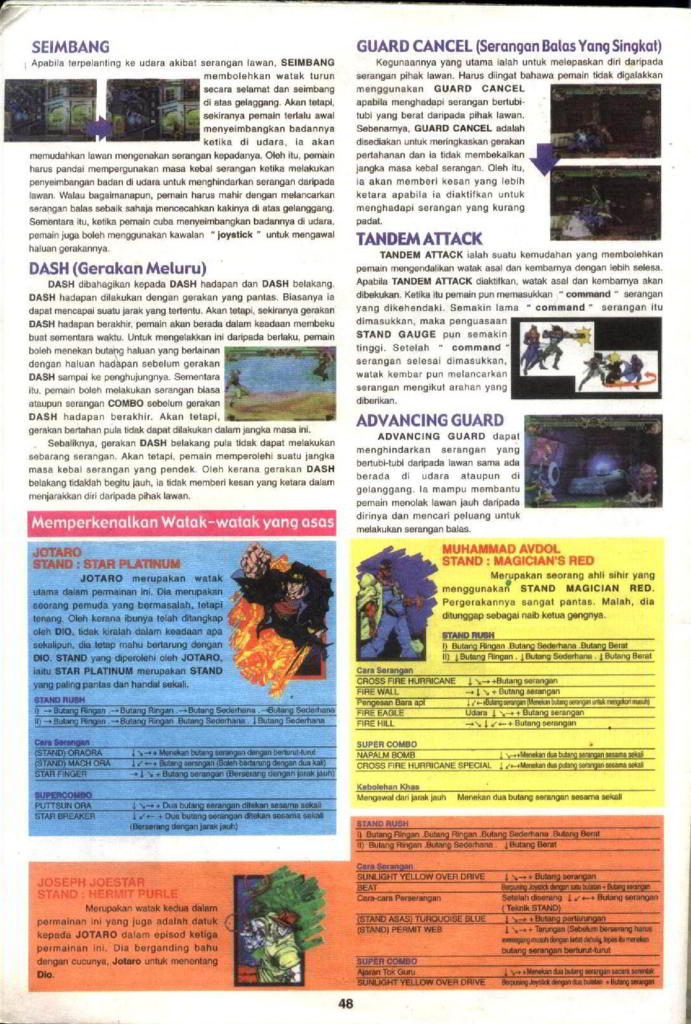 SEIMBANG
Apabila terpelanting ke udara akibat serangan lawan, SEIMBANG
membolehkan watak turun
secara selamat dan seimbang
di atas gelaggang. Akan tetapi,
sekiranya pemain terlalu awal
menyeimbangkan badannya
ketika di udara, ia akan
memudahkan lawan mengenakan serangan kepadanya. Oleh itu, pemain
harus pandai mempergunakan masa kebal serangan ketika melakukan
penyeimbangan badan di udara untuk menghindarkan serangan daripada
lawan. Walau bagaimanapun, pemain harus mahir dengan melancarkan
serangan balas sebaik sahaja mencecahkan kakinya di atas gelanggang.
Sementara itu, ketika pemain cuba menyeimbangkan badannya di udara,
pemain juga boleh menggunakan kawalan " joystick " untuk mengawal
haluan gerakannya.
DASH (Gerakan Meluru)
DASH dibahagikan kepada DASH hadapan dan DASH belakang.
DASH hadapan dilakukan dengan gerakan yang pantas. Biasanya ia
dapat mencapai suatu jarak yang tertentu. Akan tetapi, sekiranya gerakan
DASH hadapan berakhir, pemain akan berada dalam keadaan membeku
buat sementara waktu. Untuk mengelakkan ini daripada berlaku, pemain
boleh menekan butang haluan yang berlainan
dengan haluan hadapan sebelum gerakan
DASH sampai ke penghujungnya. Sementara
itu, pemain boleh melakukan serangan biasa
ataupun serangan COMBO sebelum gerakan
DASH hadapan berakhir. Akan tetapi,
gerakan bertahan pula tidak dapat dilakukan dalam jangka masa ini.
Sebaliknya, gerakan DASH belakang pula tidak dapat melakukan
sebarang serangan. Akan tetapi, pemain memperolehi suatu jangka
masa kebal serangan yang pendek. Oleh kerana gerakan DASH
belakang tidaklah begitu jauh, ia tidak memberi kesan yang ketara dalam
menjarakkan diri daripada pihak lawan.
GUARD CANCEL (Serangan Balas Yang Singkat)
Kegunaannya yang utama ialah untuk melepaskan diri daripada
serangan pihak lawan. Harus diingat bahawa pemain tidak digalakkan
menggunakan GUARD CANCEL
apabila menghadapi serangan bertubi-
tubi yang berat daripada pihak lawan.
Sebenarnya, GUARD CANCEL adalah
disediakan untuk meringkaskan gerakan
pertahanan dan ia tidak membekalkan
jangka masa kebal serangan. Oleh itu,
ia akan memberi kesan yang lebih
ketara apabila ia diaktifkan untuk
menghadapi serangan yang kurang
padat.
TANDEM ATTACK
TANDEM ATTACK ialah suatu kemudahan yang membolehkan
pemain mengendalikan watak asal dan kembarnya dengan lebih selesa.
Apabila TANDEM ATTACK diaktifkan, watak asal dan kembarnya akan
dibekukan. Ketika itu pemain pun memasukkan " command " serangan
yang dikehendaki. Semakin lama " command " serangan itu
dimasukkan, maka penguasaan
STAND GAUGE pun semakin
tinggi. Setelah " command "
serangan selesai dimasukkan,
watak kembar pun melancarkan
serangan mengikut arahan yang
diberikan.
ADVANCING GUARD
ADVANCING GUARD dapat
menghindarkan serangan yang
bertubi-tubi daripada lawan sama ada
berada di udara ataupun di
gelanggang. Ia mampu membantu
pemain menolak lawan jauh daripada
dirinya dan mencari peluang untuk
melakukan serangan balas.
Memperkenalkan Watak-watak yang asas
JOTARO
STAND : STAR PLATINUM
JOTARO merupakan watak
utama dalam permainan ini. Dia merupakan
seorang pemuda yang bermasalah, tetapi
tenang. Oleh kerana ibunya telah ditangkap
oleh DIO, tidak kiralah dalam keadaan apa
sekalipun, dia tetap mahu bertarung dengan
DIO. STAND yang diperolehi oleh JOTARO,
iaitu STAR PLATINUM merupakan STAND
yang paling pantas dan handal sekali.
STAND RUSH
I) →Butang Ringan .→Butang Ringan .→Butang Sederhana .→Butang Sederhana
II) →Butang Ringan .→Butang Ringan .Butang Sederhana . ↓Butang Sederhana
Cara Serangan
(STAND) ORAORA ↓↘→+ Menekan butang serangan dengan berturut-turut
(STAND) MACH ORA ↓↙←+ Butang serangan (Boleh bertarung dengan dua kali)
STAR FINGER →↓↘ + Butang serangan (Berserang dengan jarak jauh)
SUPERCOMBO
PUTTSUN ORA ↓↘→+ Dua butang serangan ditekan sesama sekali
STAR BREAKER ↓↙← + Dua butang serangan ditekan sesama sekali
(Berserang dengan jarak jauh)
MUHAMMAD AVDOL
STAND : MAGICIAN'S RED
Merupakan seorang ahli sihir yang
menggunakan STAND MAGICIAN RED.
Pergerakannya sangat pantas. Malah, dia
ditunggap sebagai naib ketua gengnya.
STAND RUSH
I) Butang Ringan .Butang Ringan .Butang Sederhana .Butang Berat
II) ↓Butang Ringan . ↓Butang Sederhana . ↓Butang Berat
Cara Serangan
CROSS FIRE HURRICANE ↓↘→+Butang serangan
FIRE WALL →↓↘ + Butang serangan
Pengesan Bara api ↓↙←+Butang serangan (Menekan butang serangan untuk mengikori musuh)
FIRE EAGLE Udara ↓↘→+ Butang serangan
FIRE HILL →↘↓↙← + Butang serangan
SUPER COMBO
NAPALM BOMB ↓↘→+Menekan dua butang serangan sesama sekali
CROSS FIRE HURRICANE SPECIAL ↓↙←+Menekan dua butang serangan sesama sekali
Kebolehan Khas
Mengawal dari jarak jauh Menekan dua butang serangan sesama sekali
JOSEPH JOESTAR
STAND : HERMIT PURLE
Merupakan watak kedua dalam
permainan ini yang juga adalah datuk
kepada JOTARO dalam episod ketiga
permainan ini. Dia berganding bahu
dengan cucunya, Jotaro untuk menentang
Dio.
STAND RUSH
I) Butang Ringan .Butang Ringan .Butang Sederhana .Butang Berat
II) Butang Ringan .Butang Sederhana . ↓Butang Berat
Cara Serangan
SUNLIGHT YELLOW OVER DRIVE ↓↘→+ Butang serangan
BEAT Berpusing Joystick dengan satu bulatan + Butang serangan
Cara-cara Perserangan Setelah diserang ↓↙←+ Butang serangan
( Teknik STAND)
(STAND ASAS) TURQUOISE BLUE ↓↘→+ Butang pertarungan
(STAND) PERMIT WEB ↓↘→+ Tarungan (Sebelum berserang harus
butang serangan berturut-turut
SUPER COMBO
Ajaran Tok Guru ↓↘→+Menekan dua butang serangan secara serentak
SUNLIGHT YELLOW OVER DRIVE Berpusing Joystick dengan dua bulatan + Butang serangan
48